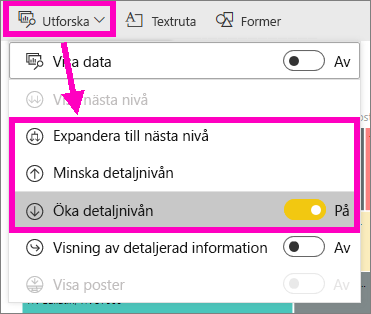 Utforska Textruta Former
Visa data Av
Visa nästa nivå
Expandera till nästa nivå
Minska detaljnivån
Öka detaljnivån På
Visning av detaljerad information Av
Visa poster Av